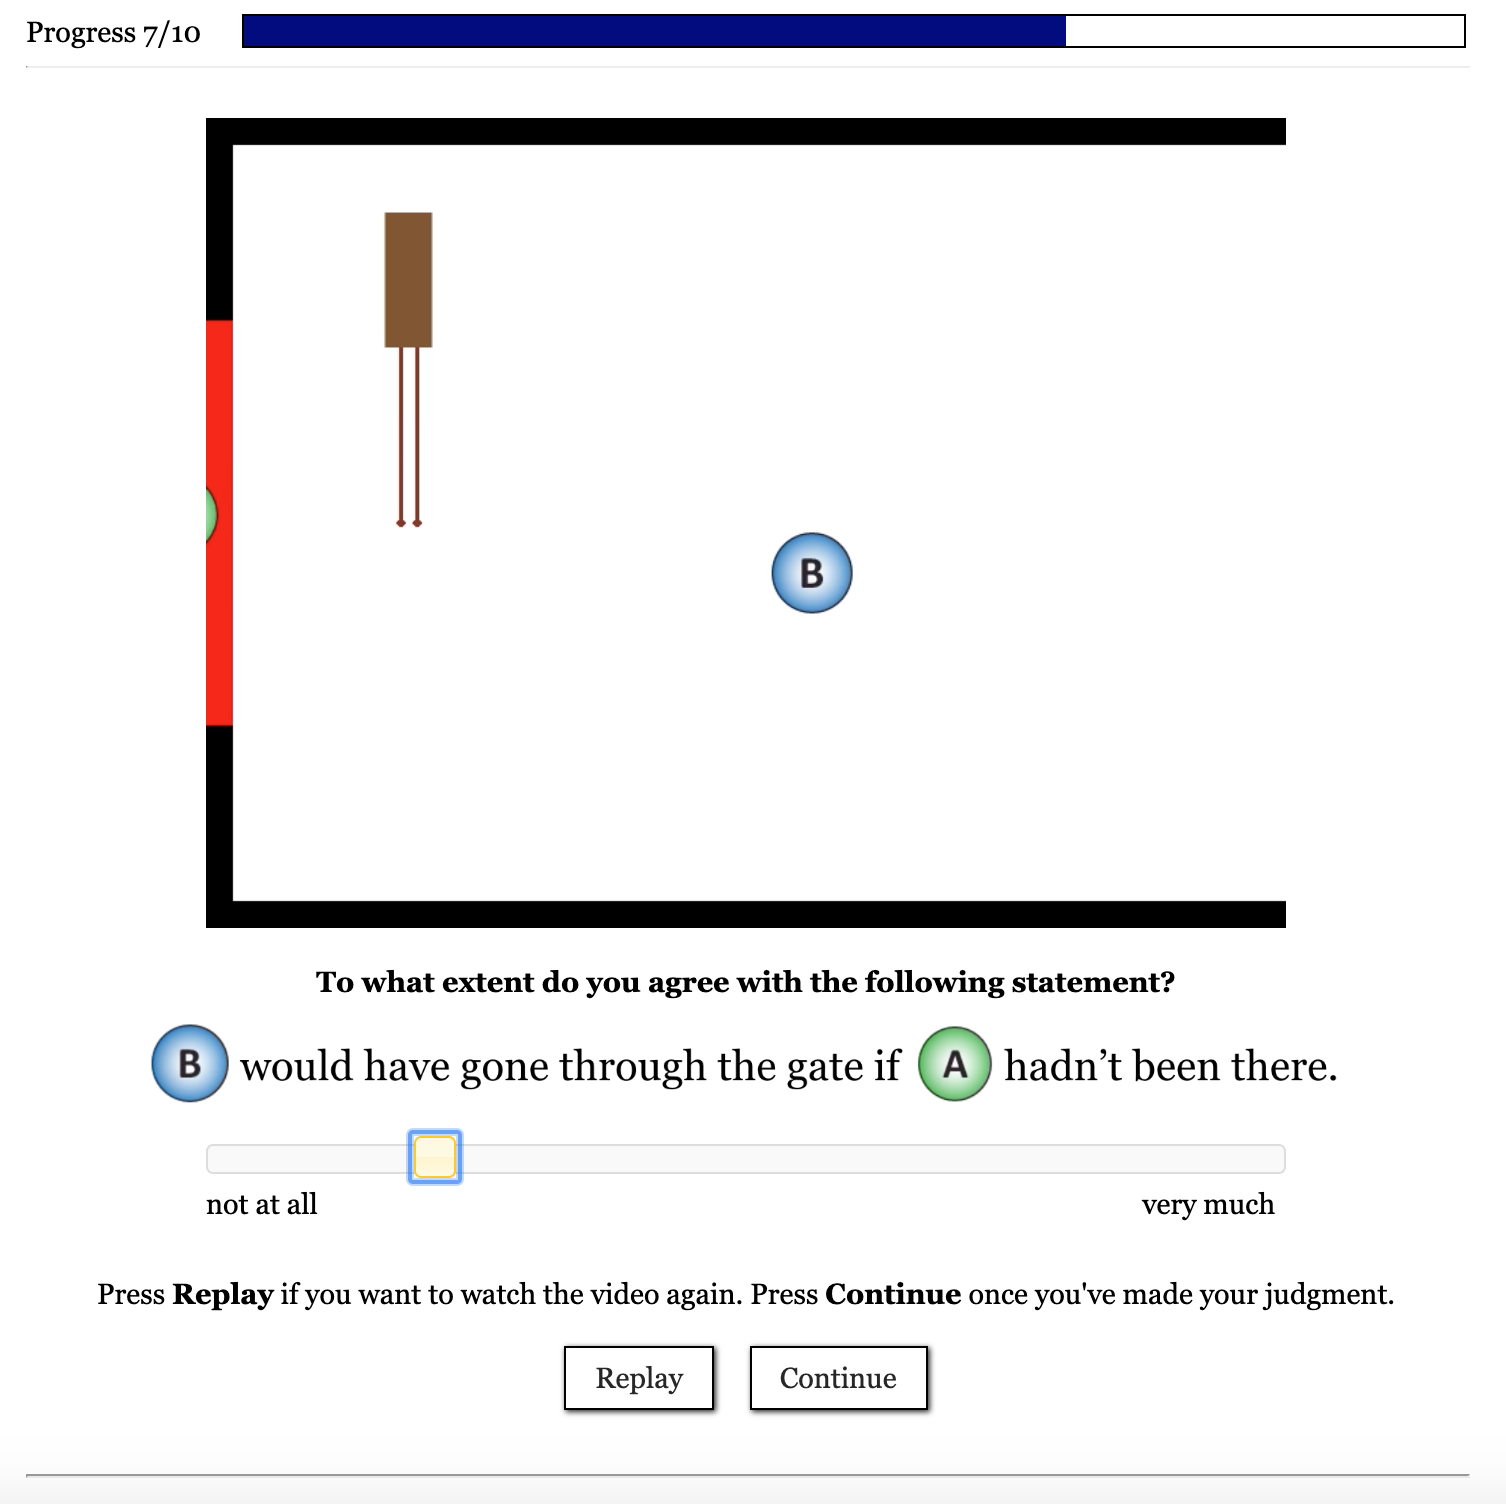 Progress 7/10
B
To what extent do you agree with the following statement?
B would have gone through the gate if A hadn’t been there.
not at all very much
Press Replay if you want to watch the video again. Press Continue once you've made your judgment.
Replay Continue